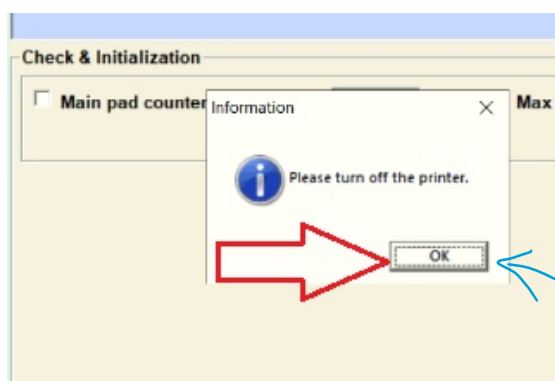 Check & Initialization
Main pad counter
Information
Max
Please turn off the printer.
OK